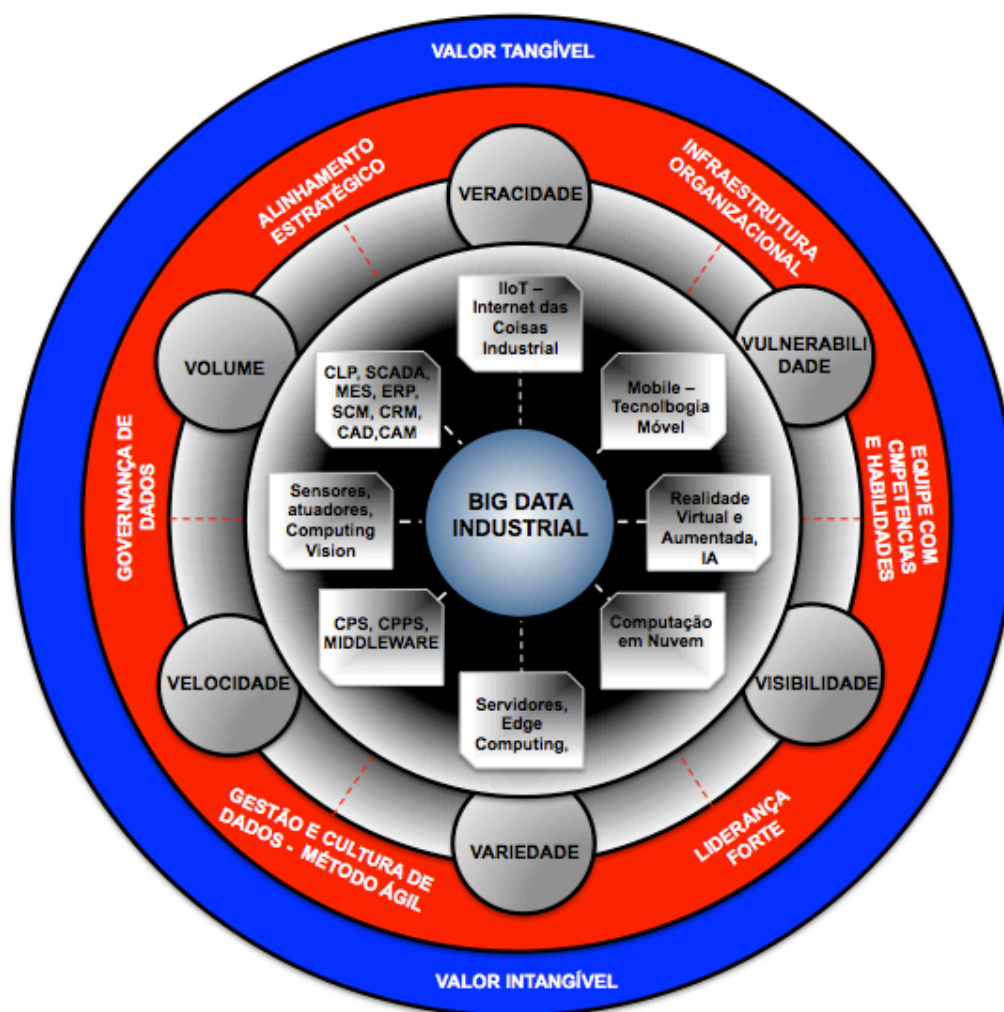 VALOR TANGÍVEL
ALINHAMENTO
ESTRATÉGICO
INFRAESTRUTURA
ORGANIZACIONAL
VERACIDADE
VOLUME
VULNERABILI
DADE
IIoT –
Internet das
Coisas
Industrial
CLP, SCADA,
MES, ERP,
SCM, CRM,
CAD,CAM
Mobile –
Tecnolbogia
Móvel
GOVERNANÇA DE
DADOS
Sensores,
atuadores,
Computing
Vision
BIG DATA
INDUSTRIAL
Realidade
Virtual e
Aumentada,
IA
EQUIPE COM
CMPETENCIAS
E HABILIDADES
CPS, CPPS,
MIDDLEWARE
Computação
em Nuvem
VELOCIDADE
VISIBILIDADE
Servidores,
Edge
Computing,
GESTÃO E CULTURA DE
DADOS - MÉTODO ÁGIL
VARIEDADE
LIDERANÇA
FORTE
VALOR INTANGÍVEL